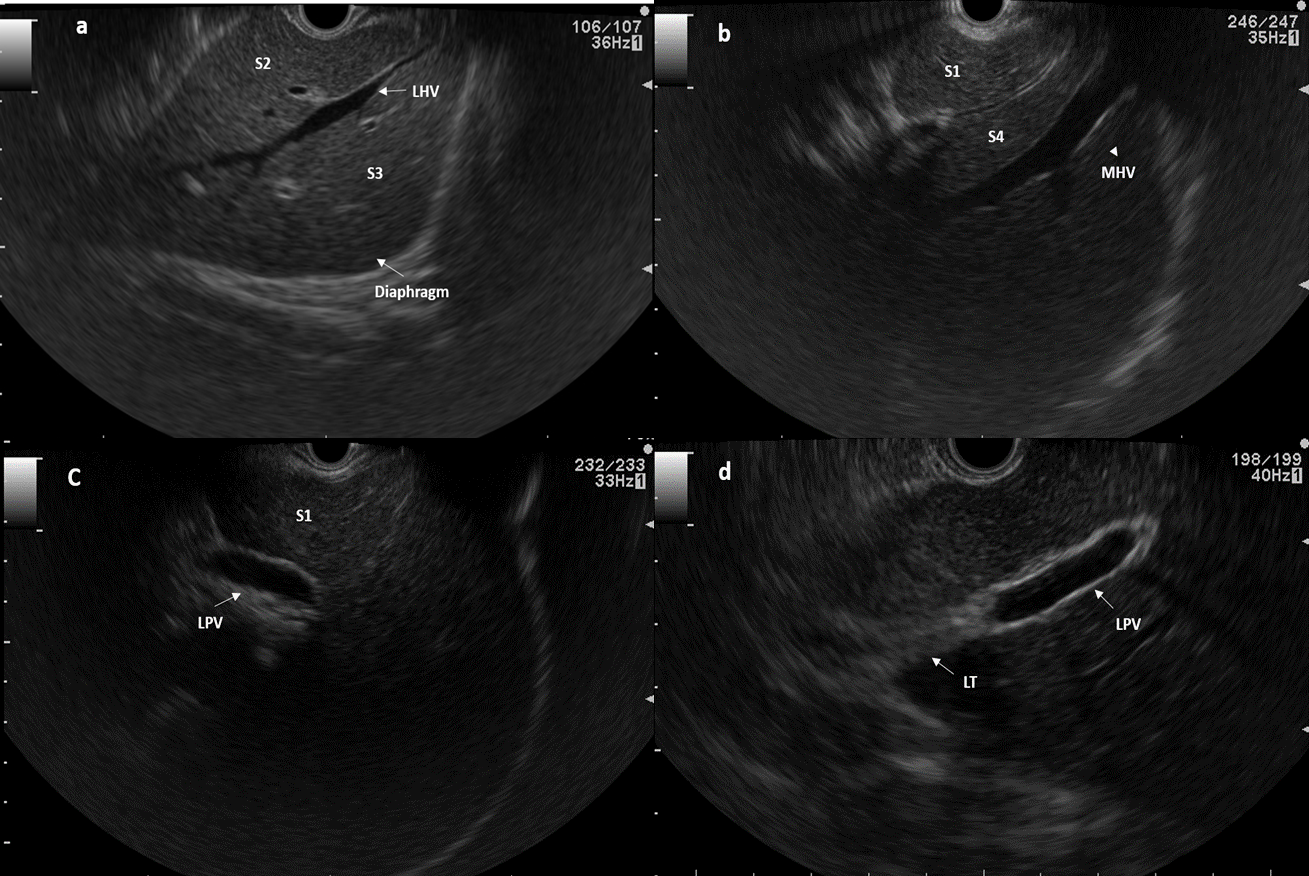 a
106/107
36Hz1
S2
LHV
S3
Diaphragm
b
246/247
35Hz1
S1
S4
MHV
C
232/233
33Hz1
S1
LPV
d
198/199
40Hz1
LPV
LT